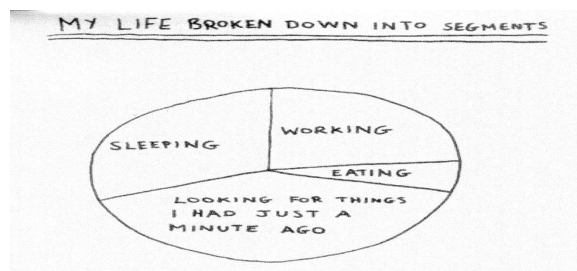 MY LIFE BROKEN DOWN INTO SEGMENTS
SLEEPING
WORKING
EATING
LOOKING FOR THINGS
I HAD JUST A
MINUTE AGO